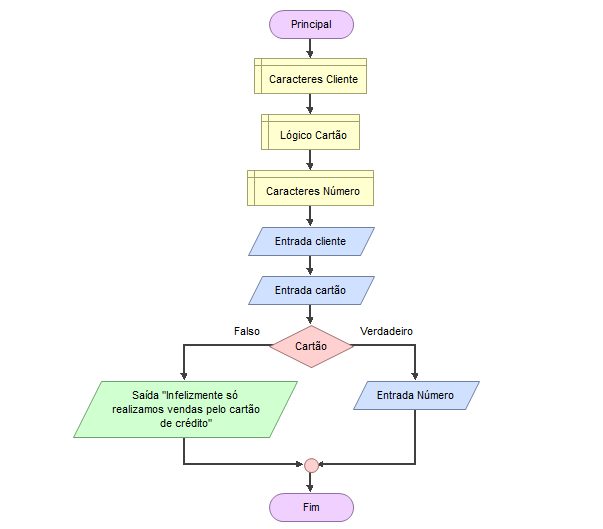 Principal
Caracteres Cliente
Lógico Cartão
Caracteres Número
Entrada cliente
Entrada cartão
Falso
Verdadeiro
Cartão
Saída "Infelizmente só
realizamos vendas pelo cartão
de crédito"
Entrada Número
Fim